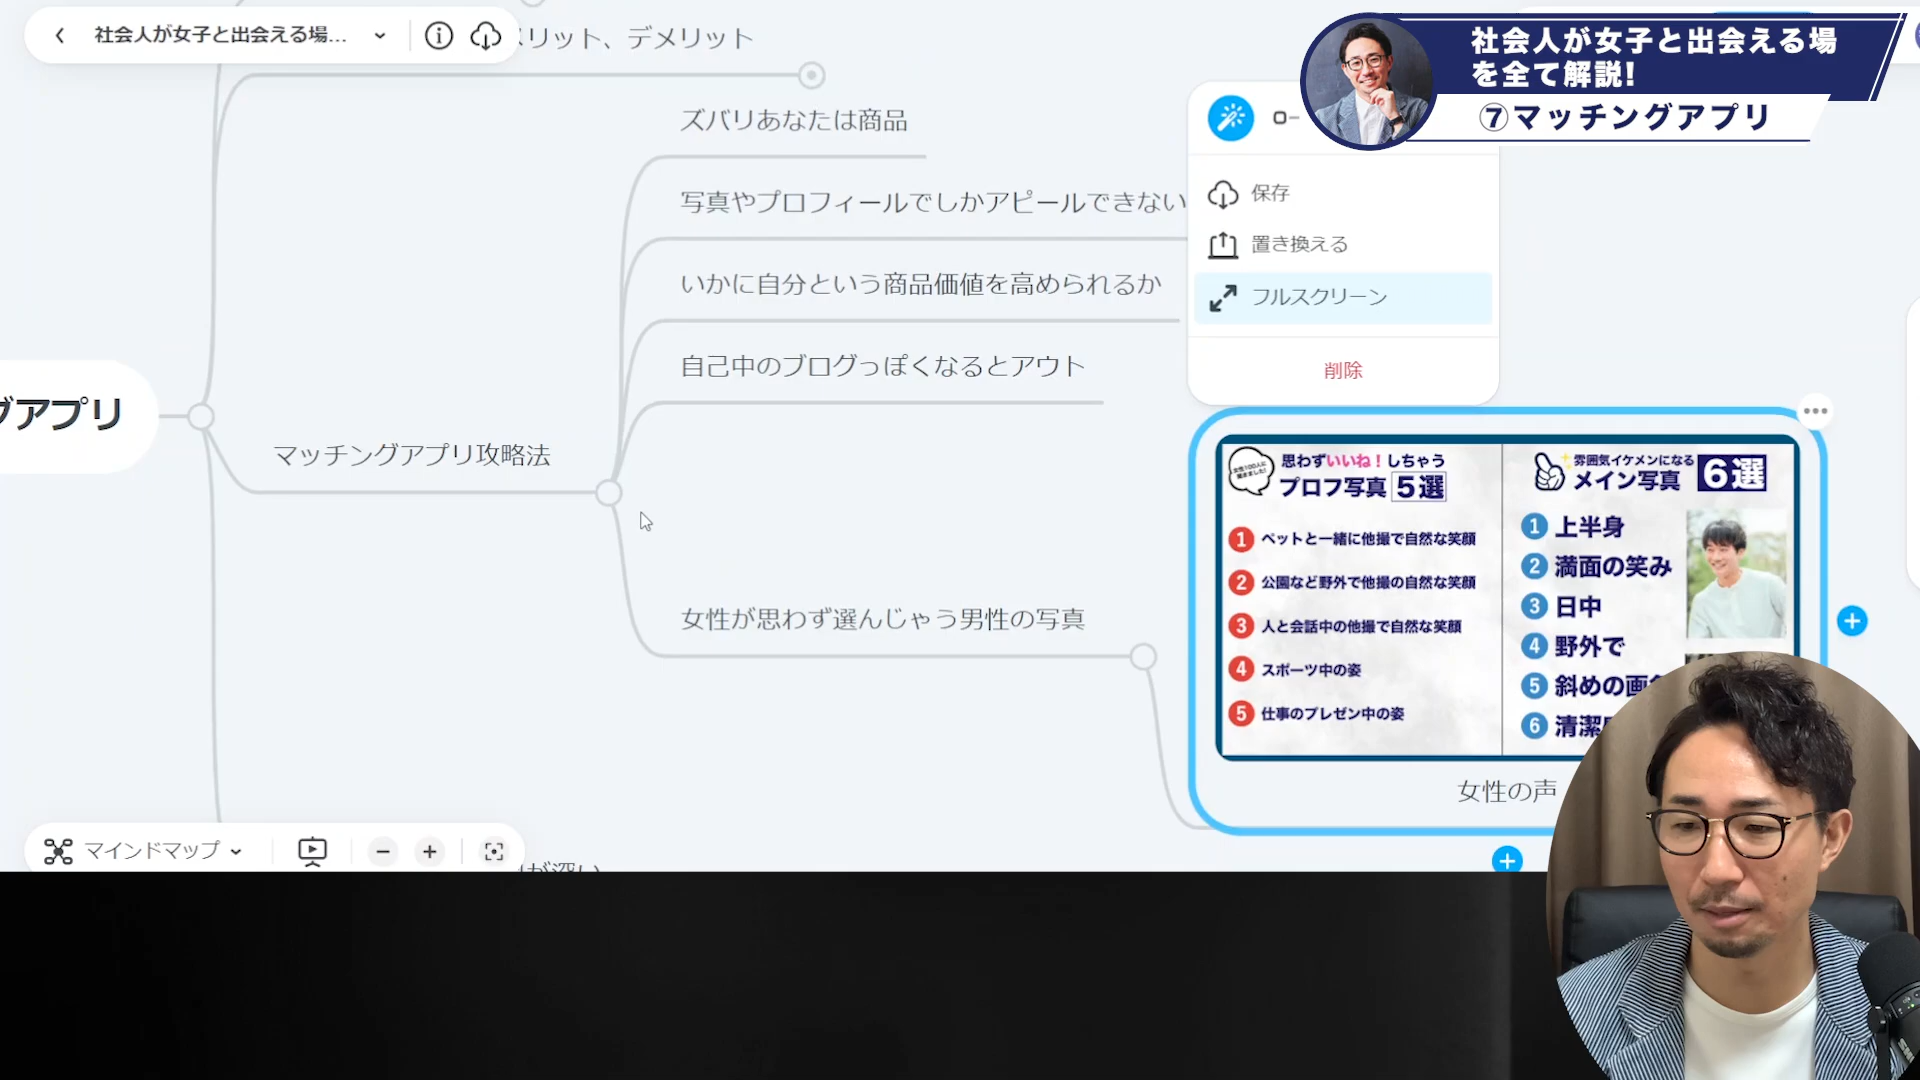 社会人が女子と出会える場...
リット、デメリット
社会人が女子と出会える場
を全て解説!
⑦マッチングアプリ
ズバリあなたは商品
写真やプロフィールでしかアピールできない
いかに自分という商品価値を高められるか
自己中のブログっぽくなるとアウト
グアプリ
マッチングアプリ攻略法
女性が思わず選んじゃう男性の写真
保存
置き換える
フルスクリーン
削除
思わずいいね!しちゃう
プロフ写真 5選
1 ペットと一緒に他撮で自然な笑顔
2 公園など野外で他撮の自然な笑顔
3 人と会話中の他撮で自然な笑顔
4 スポーツ中の姿
5 仕事のプレゼン中の姿
雰囲気イケメンになる
メイン写真 6選
1 上半身
2 満面の笑み
3 日中
4 野外で
5 斜めの画
6 清潔
女性の声
マインドマップ